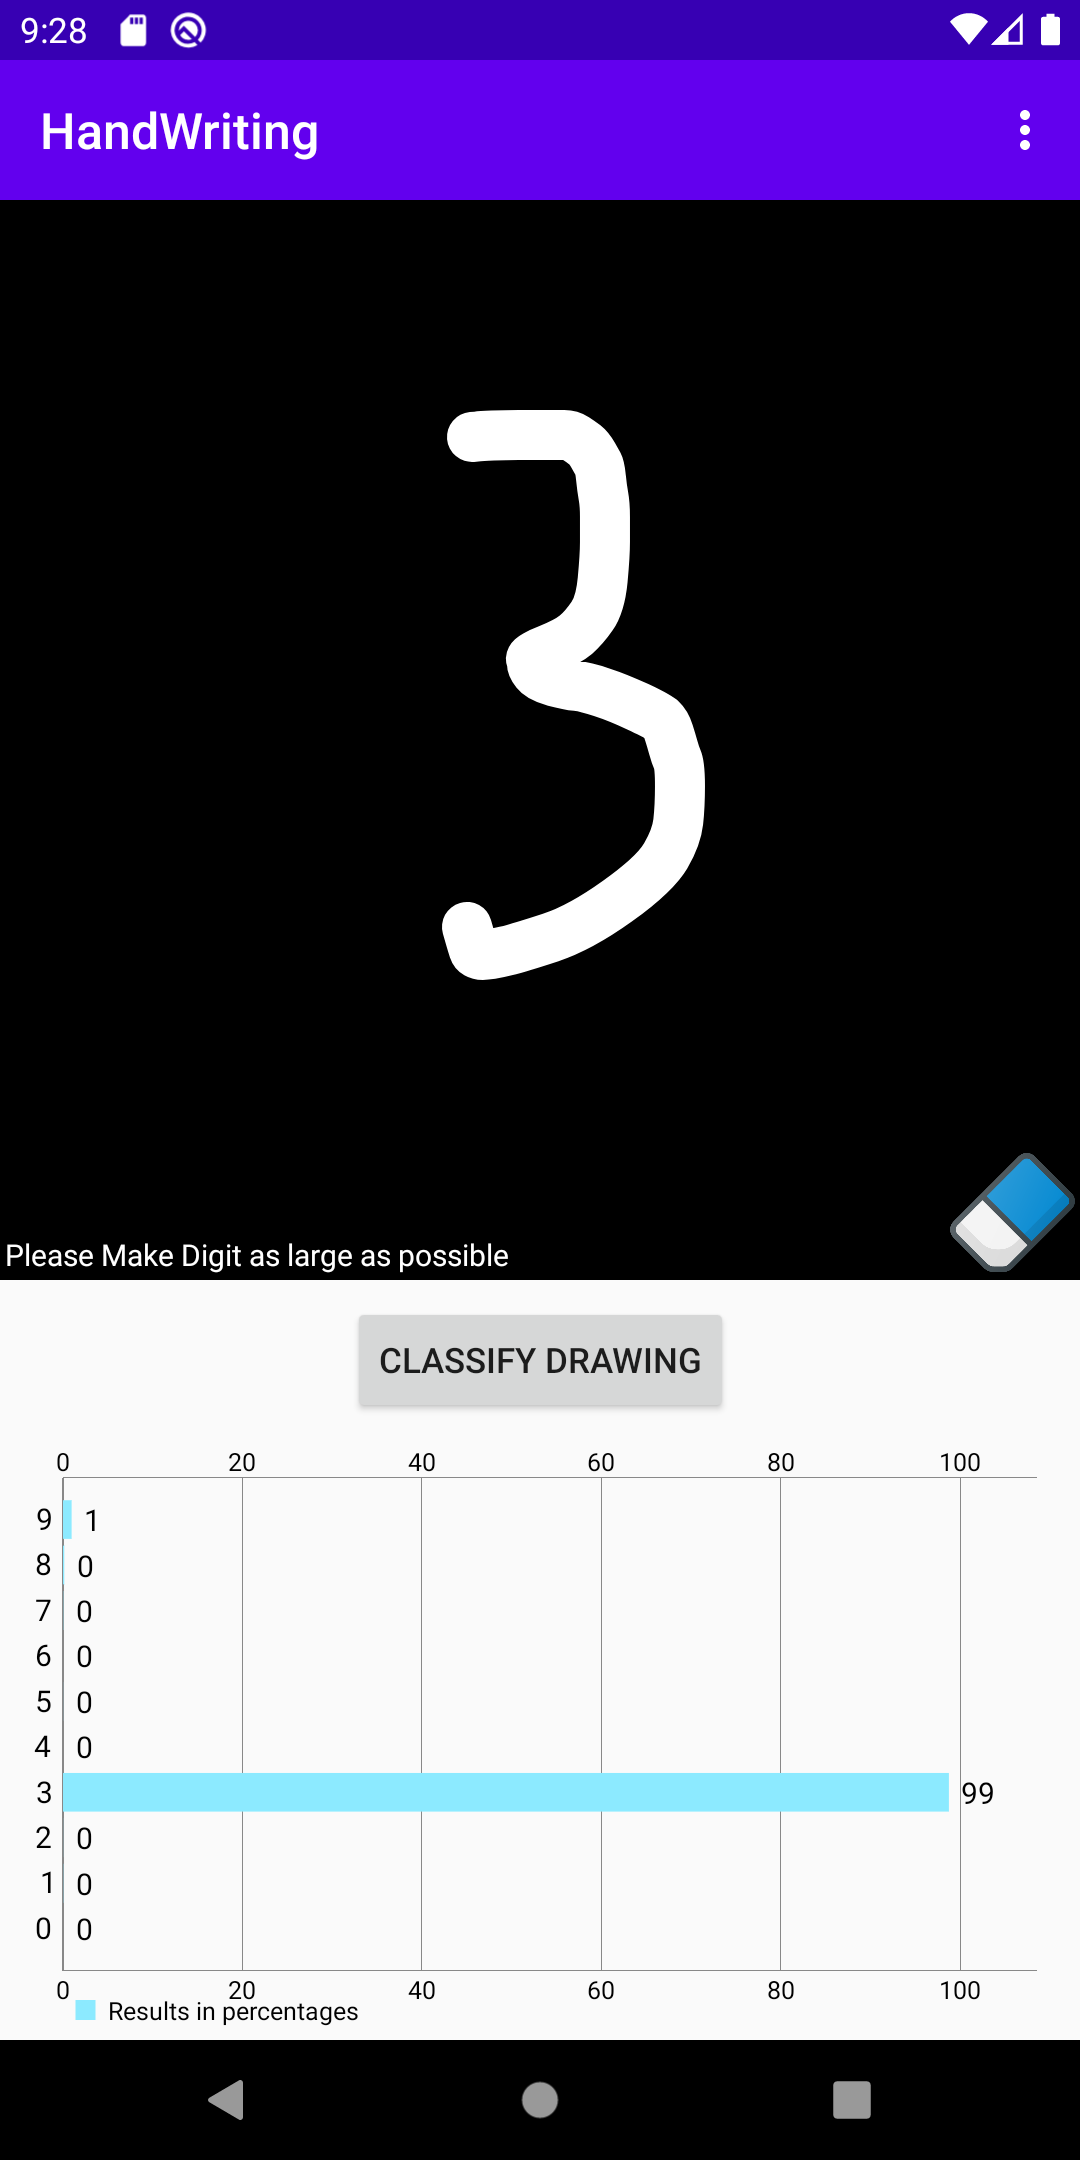 9:28
HandWriting
3
Please Make Digit as large as possible
CLASSIFY DRAWING
0 20 40 60 80 100
9 1
8 0
7 0
6 0
5 0
4 0
3 99
2 0
1 0
0 0
0 20 40 60 80 100
Results in percentages